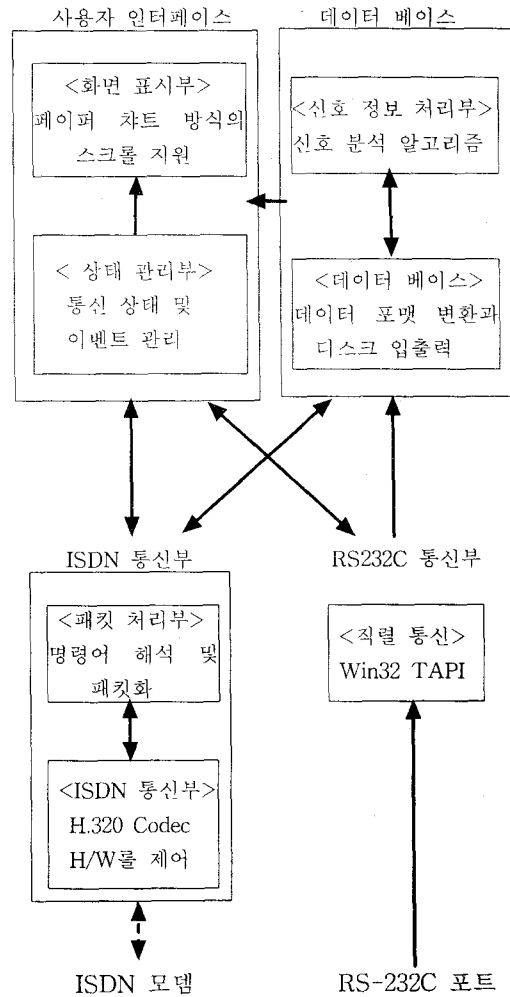 사용자 인터페이스
<화면 표시부>
페이퍼 챠트 방식의
스크롤 지원
< 상태 관리부>
통신 상태 및
이벤트 관리
데이터 베이스
<신호 정보 처리부>
신호 분석 알고리즘
<데이터 베이스>
데이터 포맷 변환과
디스크 입출력
ISDN 통신부
<패킷 처리부>
명령어 해석 및
패킷화
<ISDN 통신부>
H.320 Codec
H/W를 제어
ISDN 모뎀
RS232C 통신부
<직렬 통신>
Win32 TAPI
RS-232C 포트